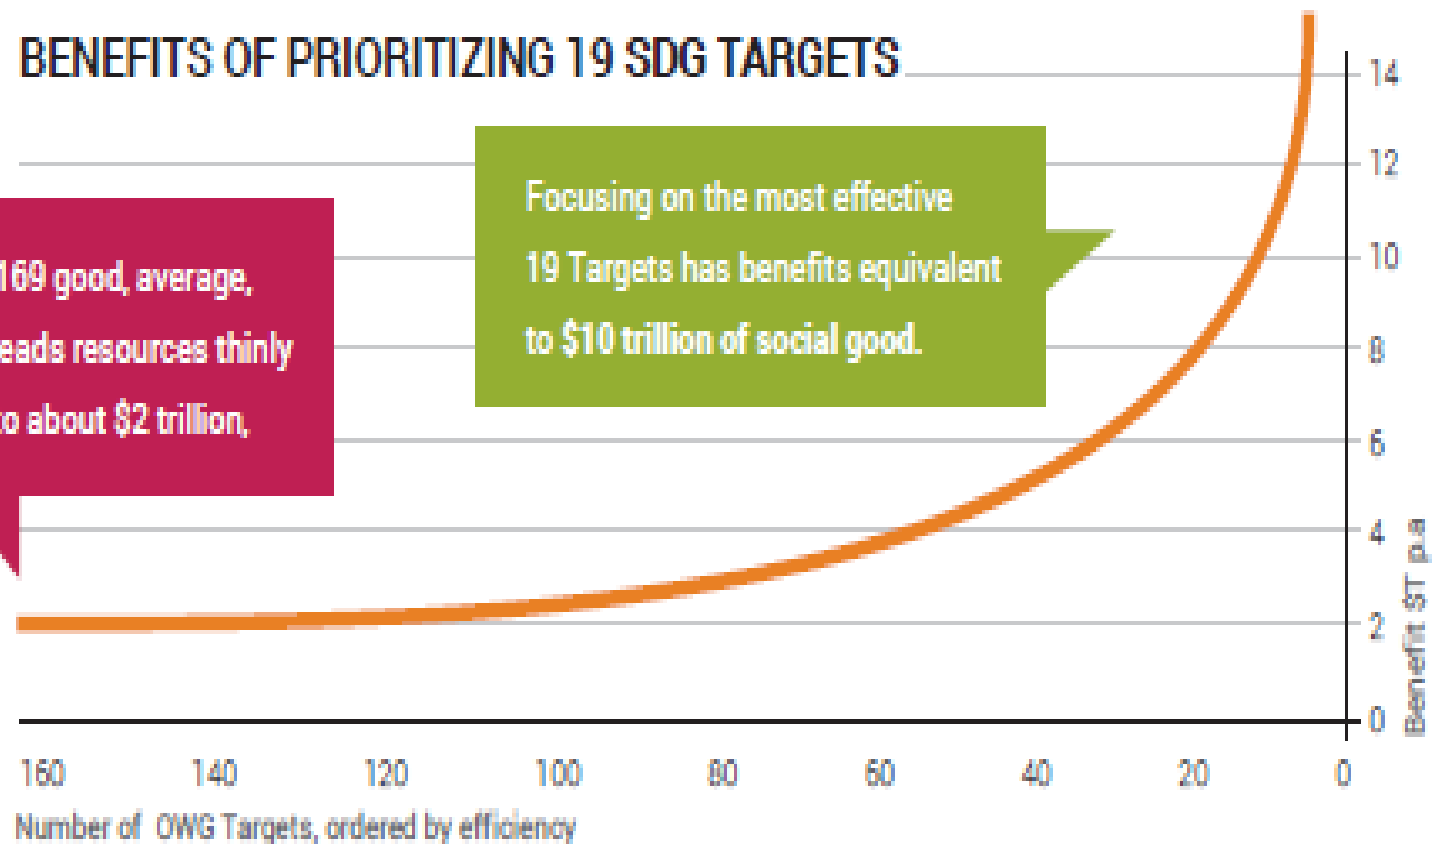 BENEFITS OF PRIORITIZING 19 SDG TARGETS
Focusing on the most effective
19 Targets has benefits equivalent
to $10 trillion of social good.
169 good, average,
eads resources thinly
to about $2 trillion,
14
12
10
8
6
4
2
0
Benefit $T p.a
160 140 120 100 80 60 40 20 0
Number of OWG Targets, ordered by efficiency